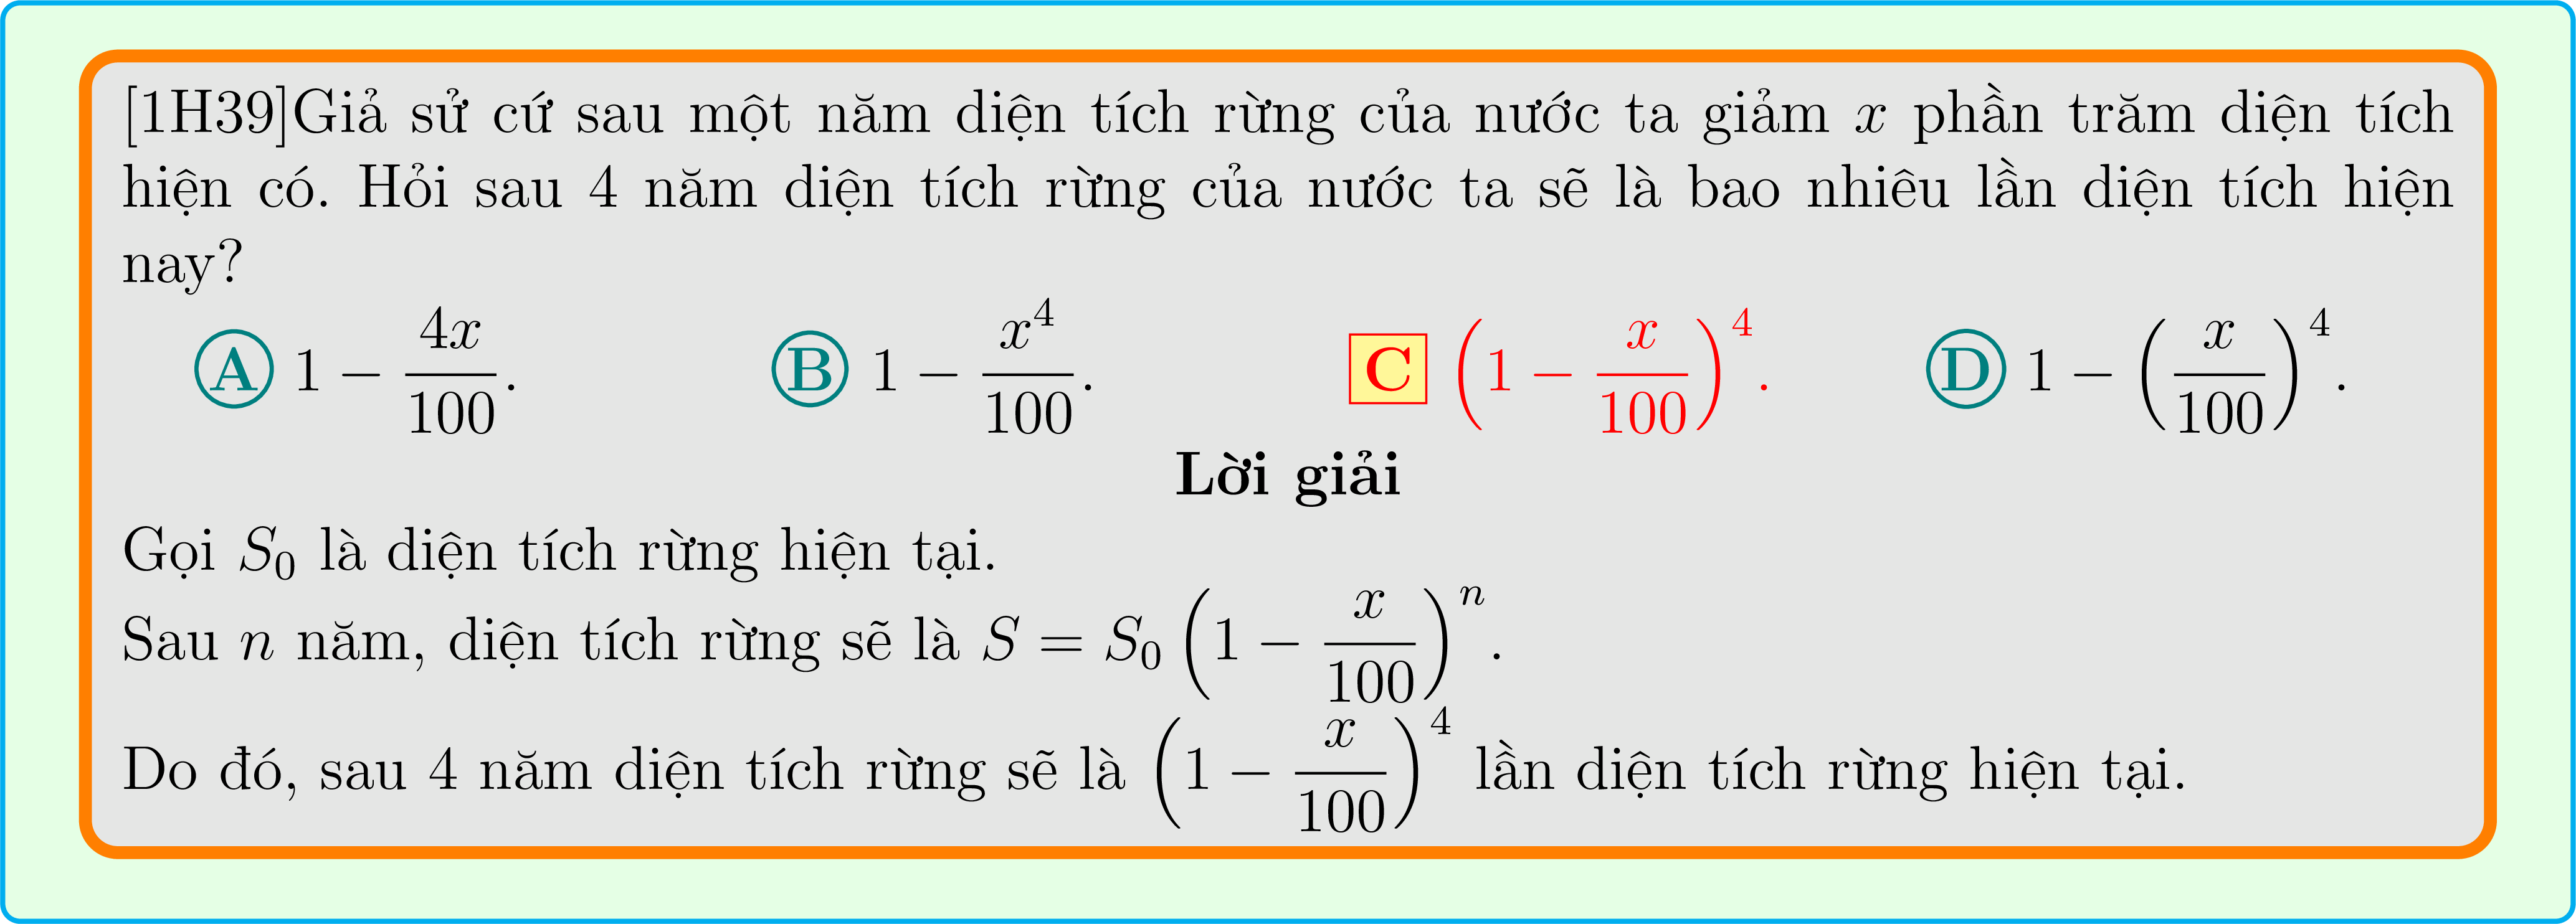 [1H39]Giả sử cứ sau một năm diện tích rừng của nước ta giảm x phần trăm diện tích
hiện có. Hỏi sau 4 năm diện tích rừng của nước ta sẽ là bao nhiêu lần diện tích hiện
nay?
A 1 − \frac{4x}{100}. B 1 − \frac{x^4}{100}. C \left(1 − \frac{x}{100}\right)^4. D 1 − \left(\frac{x}{100}\right)^4.
Lời giải
Gọi S_0 là diện tích rừng hiện tại.
Sau n năm, diện tích rừng sẽ là S = S_0 \left(1 − \frac{x}{100}\right)^n.
Do đó, sau 4 năm diện tích rừng sẽ là \left(1 − \frac{x}{100}\right)^4 lần diện tích rừng hiện tại.